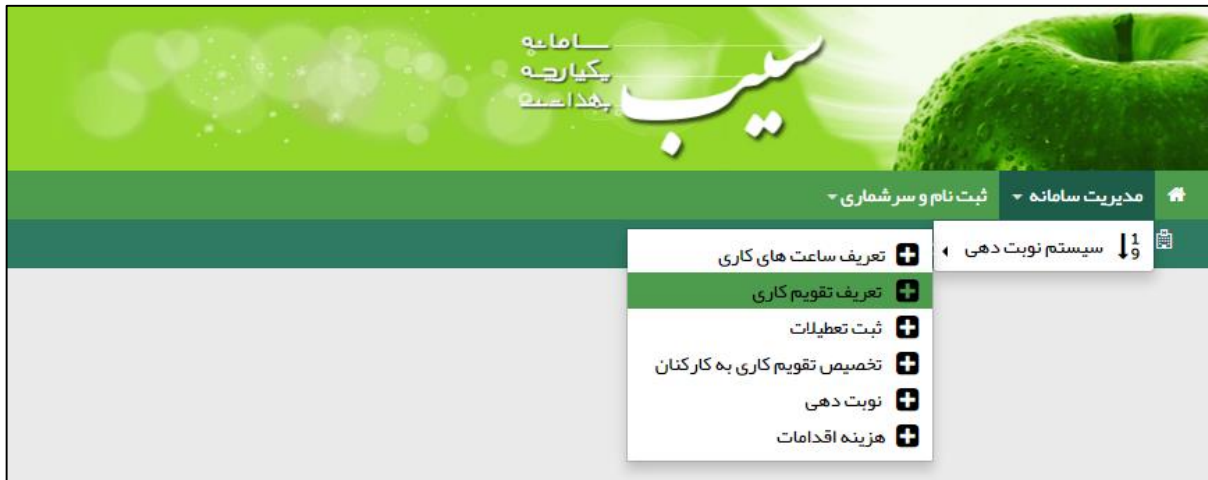 سیب
سامانه
یکپارچه
بهداشت
مدیریت سامانه
ثبت نام و سرشماری
سیستم نوبت دهی
تعریف ساعت های کاری
تعریف تقویم کاری
ثبت تعطیلات
تخصیص تقویم کاری به کارکنان
نوبت دهی
هزینه اقدامات